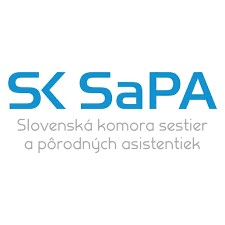 SK SaPA
Slovenská komora sestier
a pôrodných asistentiek